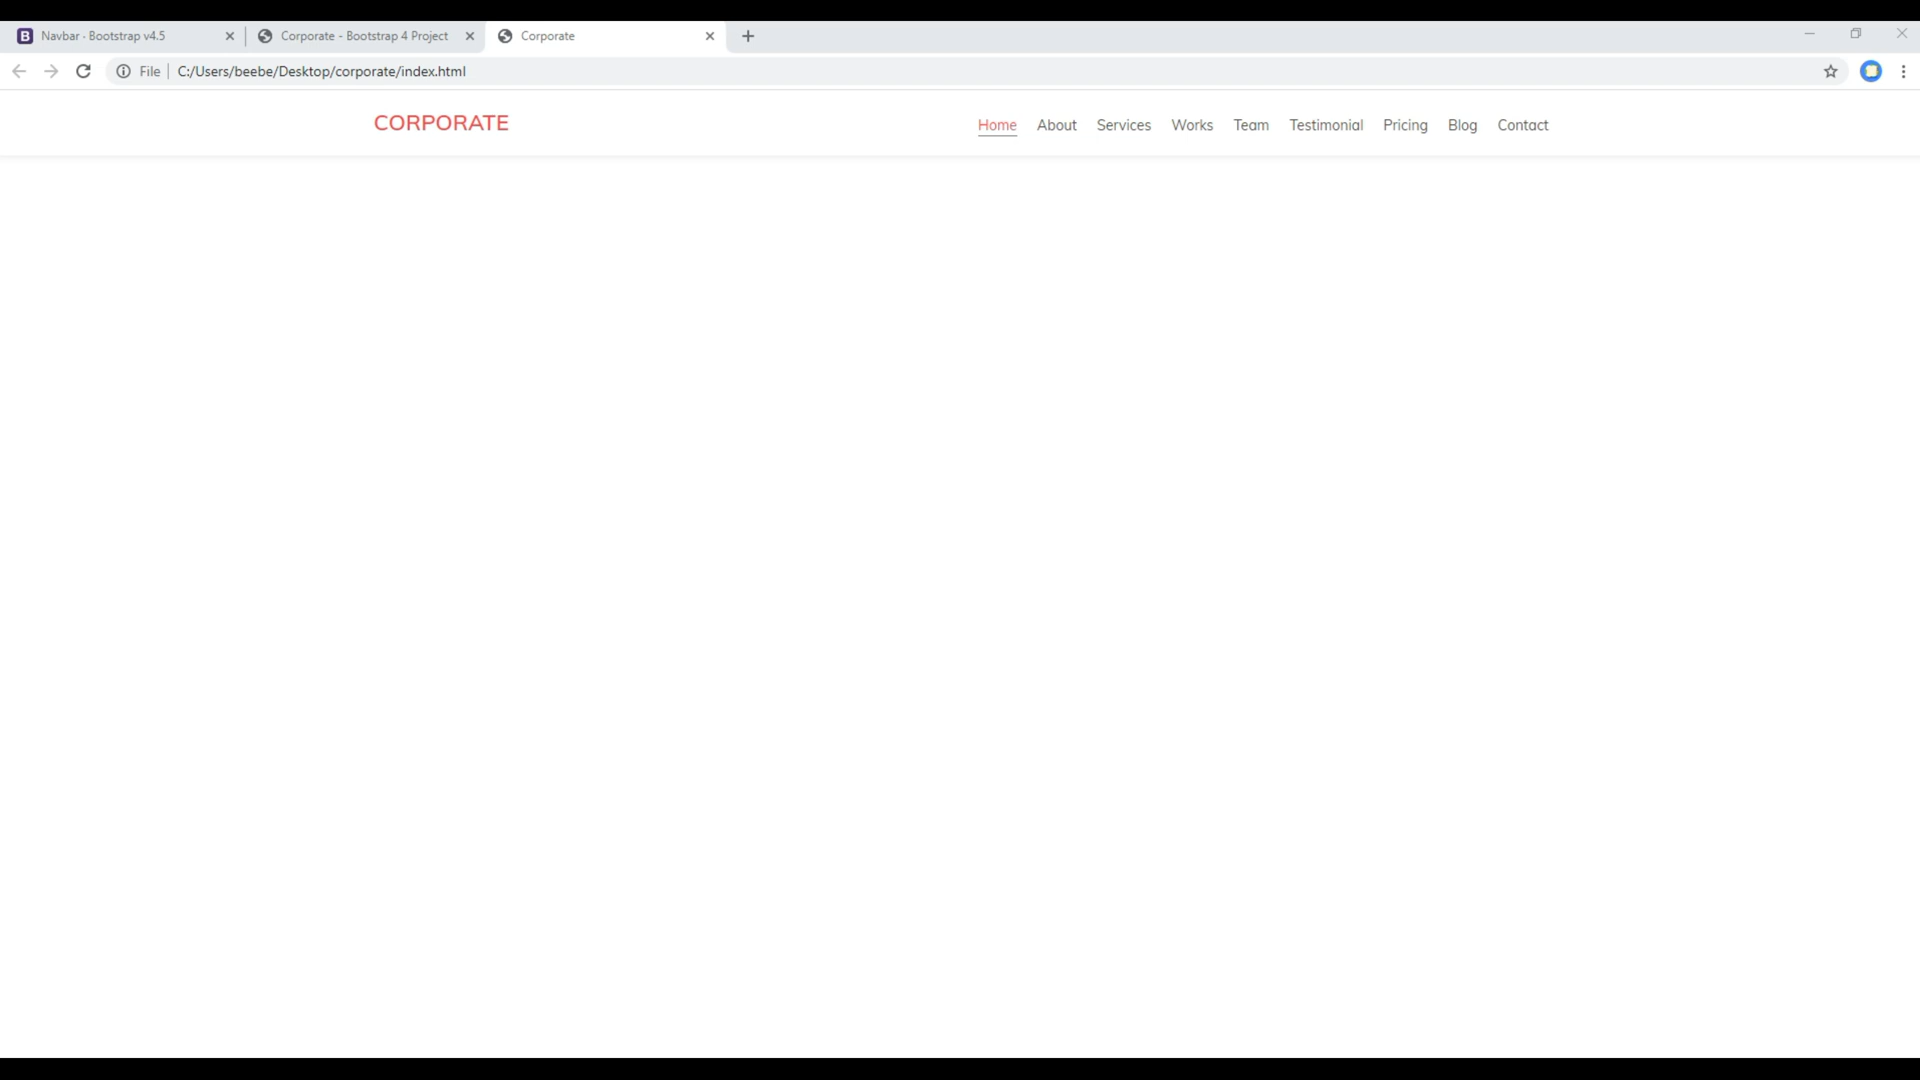 Navbar · Bootstrap v4.5
Corporate - Bootstrap 4 Project
Corporate
File
C:/Users/beebe/Desktop/corporate/index.html
CORPORATE
Home About Services Works Team Testimonial Pricing Blog Contact